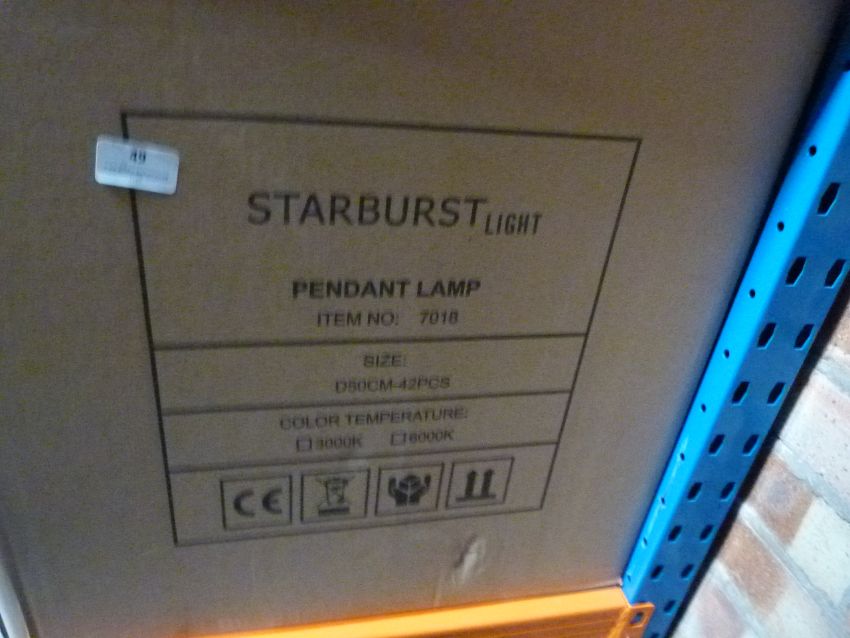 49
STARBURST LIGHT
PENDANT LAMP
ITEM NO: 7018
SIZE:
D50CM-42PCS
COLOR TEMPERATURE:
☐3000K ☐6000K
CE